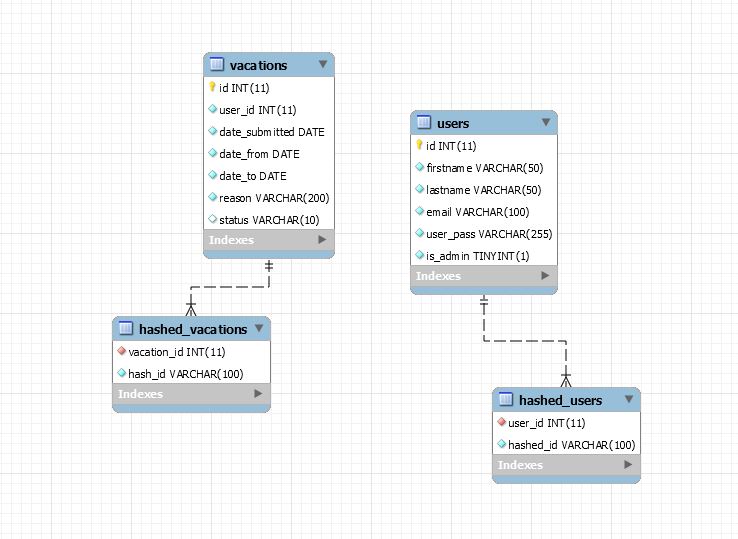 vacations
id INT(11)
user_id INT(11)
date_submitted DATE
date_from DATE
date_to DATE
reason VARCHAR(200)
status VARCHAR(10)
Indexes
users
id INT(11)
firstname VARCHAR(50)
lastname VARCHAR(50)
email VARCHAR(100)
user_pass VARCHAR(255)
is_admin TINYINT(1)
Indexes
hashed_vacations
vacation_id INT(11)
hash_id VARCHAR(100)
Indexes
hashed_users
user_id INT(11)
hashed_id VARCHAR(100)
Indexes